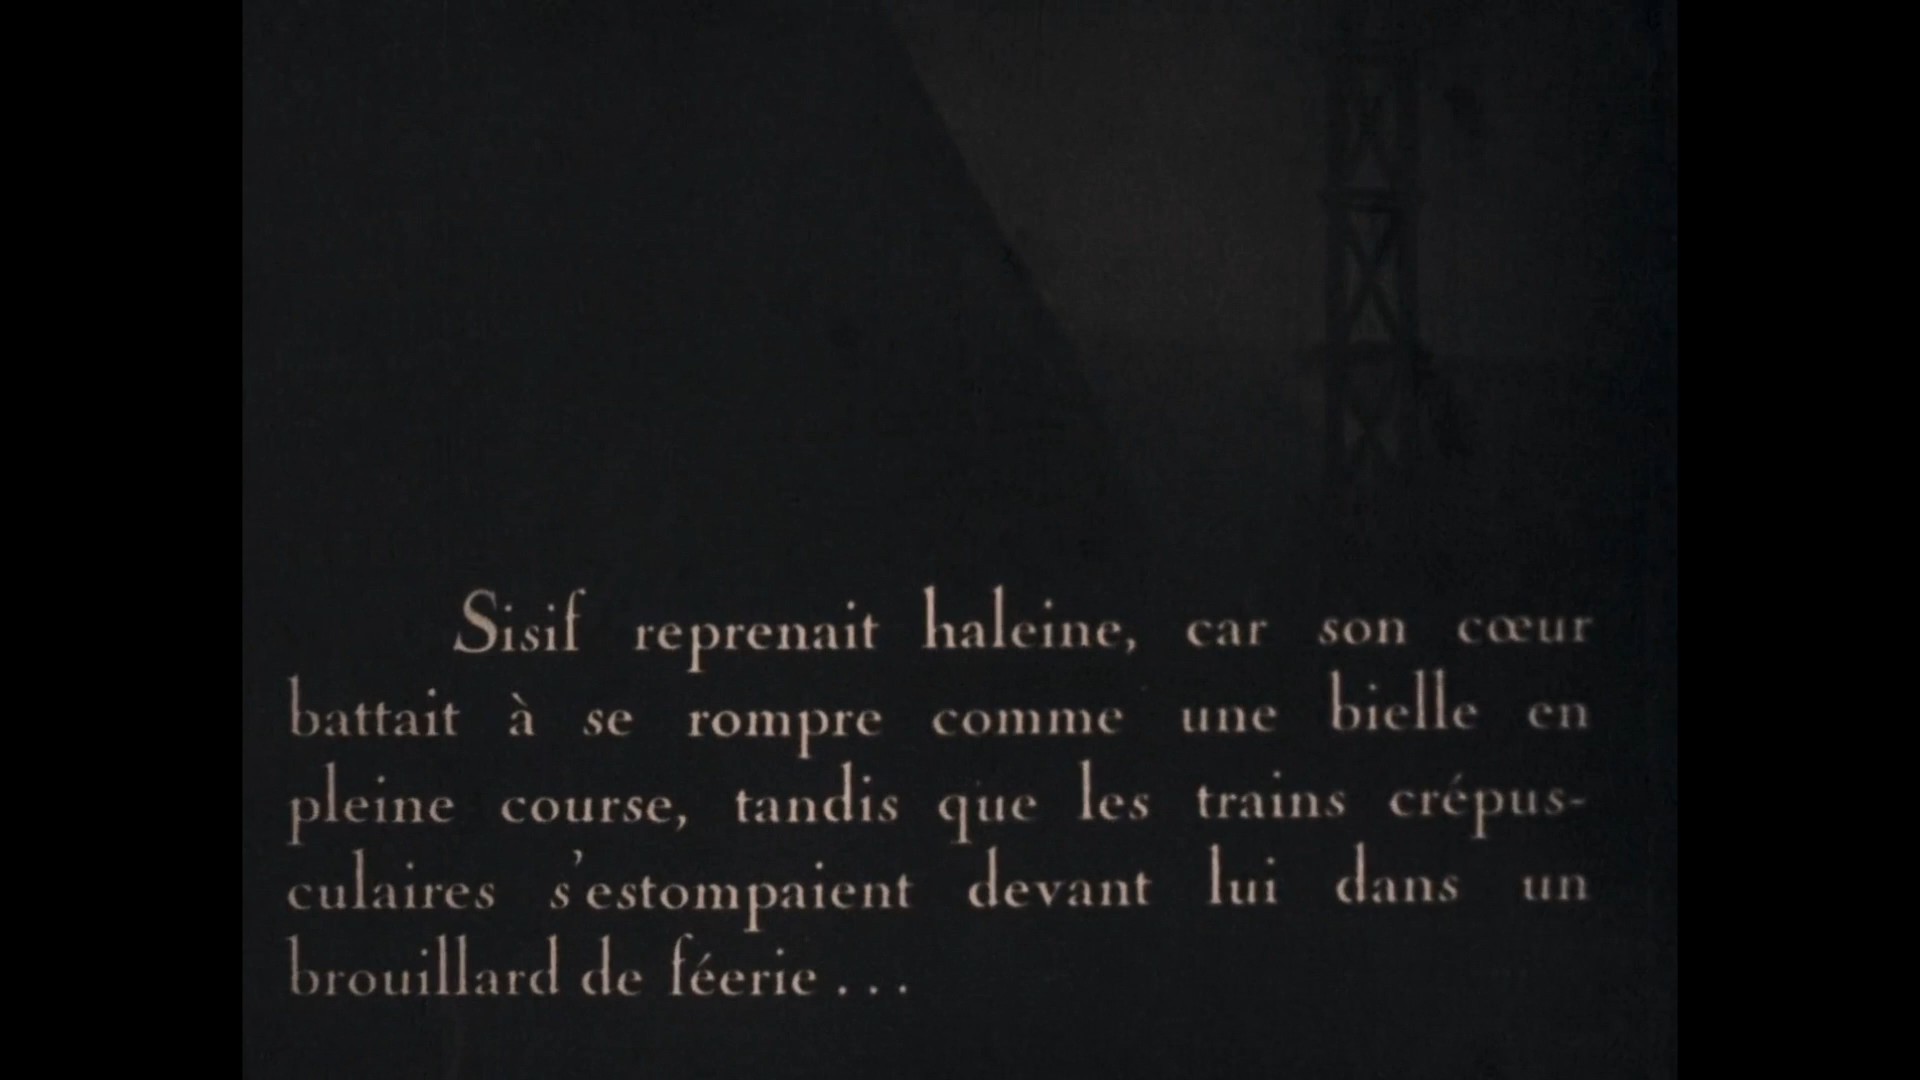 Sisif reprenait haleine, car son cœur
battait à se rompre comme une bielle en
pleine course, tandis que les trains crépus-
culaires s'estompaient devant lui dans un
brouillard de féerie...